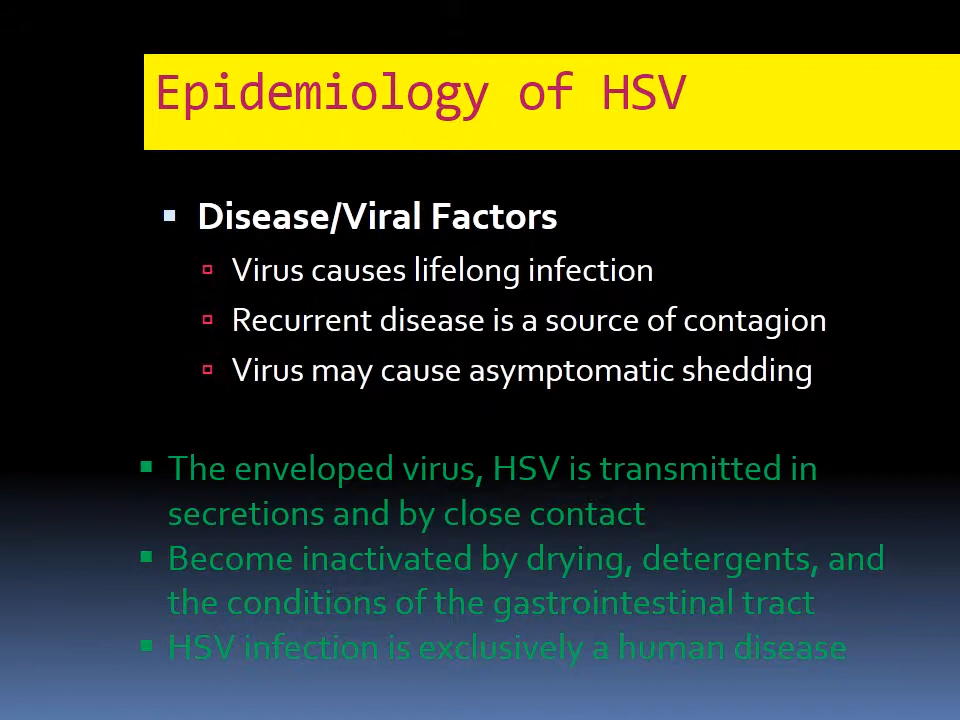 Epidemiology of HSV
Disease/Viral Factors
Virus causes lifelong infection
Recurrent disease is a source of contagion
Virus may cause asymptomatic shedding
The enveloped virus, HSV is transmitted in
secretions and by close contact
Become inactivated by drying, detergents, and
the conditions of the gastrointestinal tract
HSV infection is exclusively a human disease